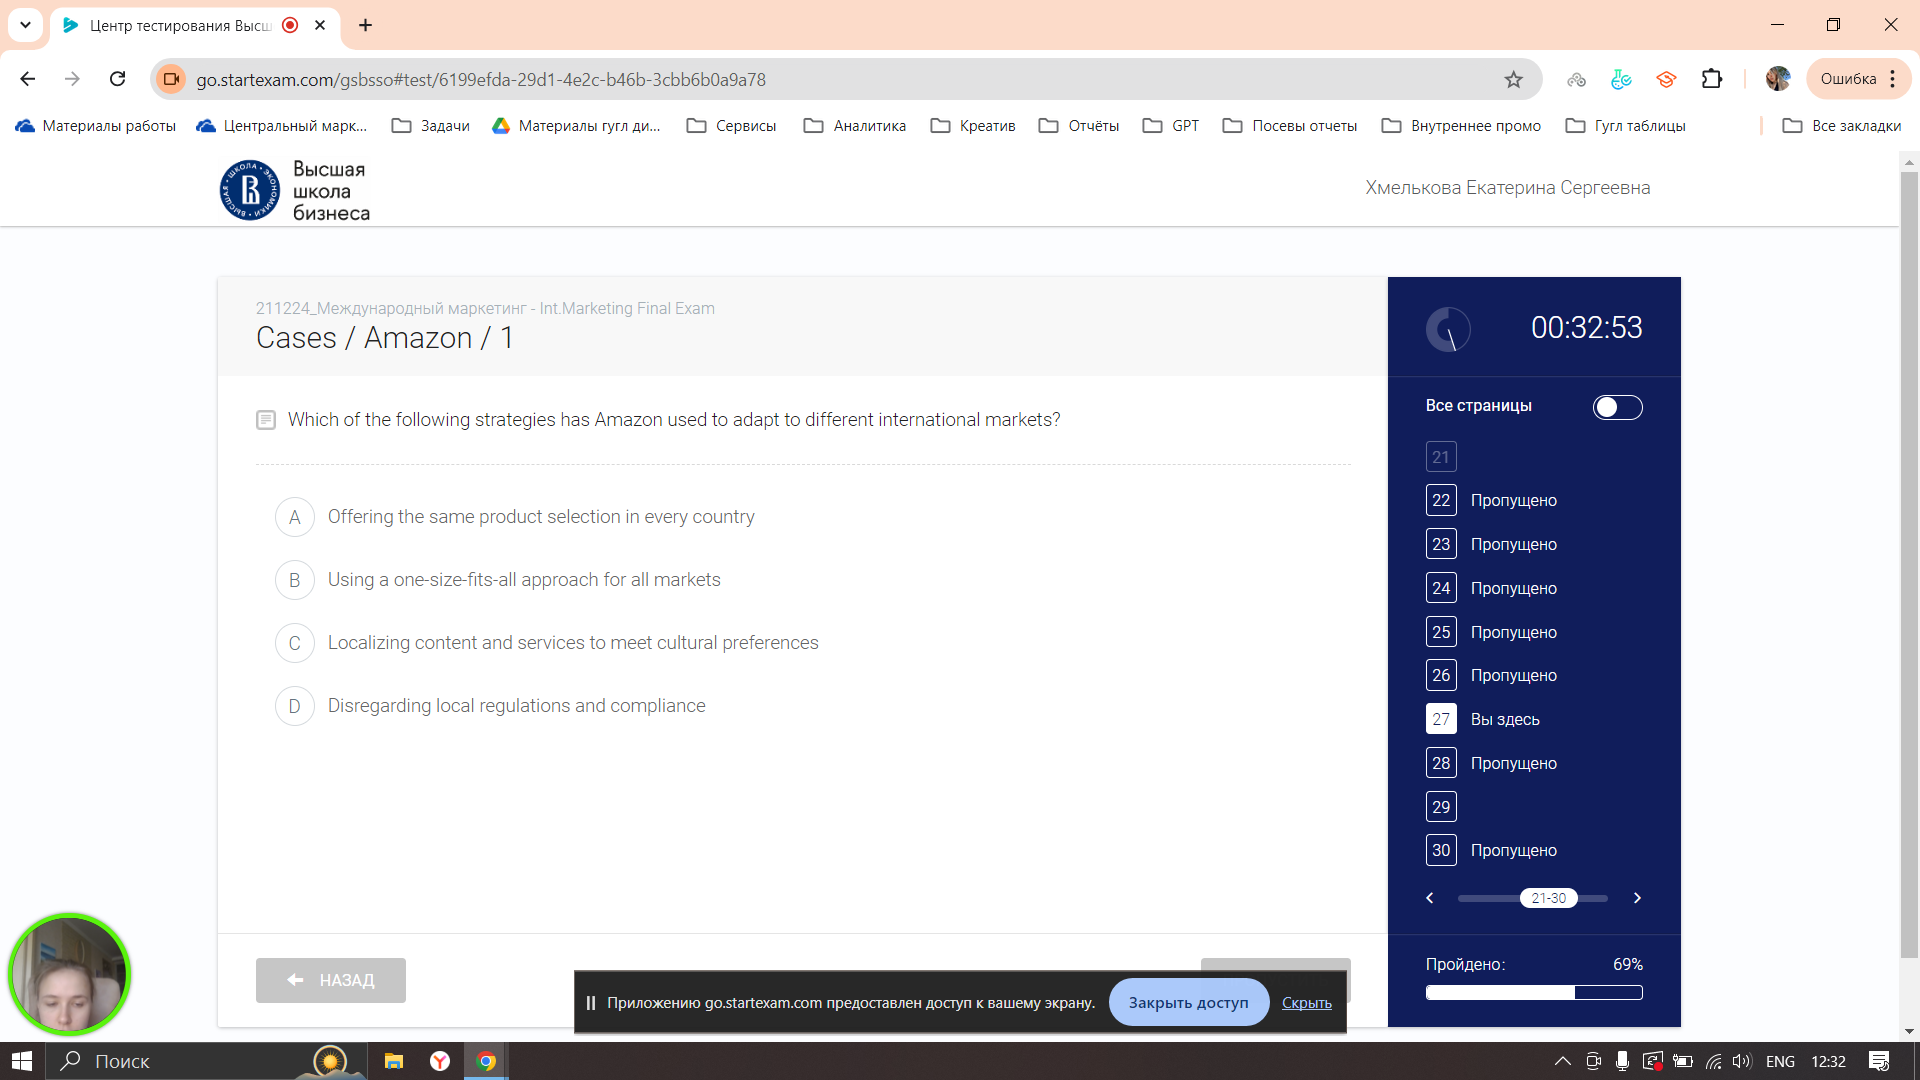 Центр тестирования Высш
go.startexam.com/gsbsso#test/6199efda-29d1-4e2c-b46b-3cbb6b0a9a78
Ошибка
Материалы работы
Центральный марк...
Задачи
Материалы гугл ди...
Сервисы
Аналитика
Креатив
Отчёты
GPT
Посевы отчеты
Внутреннее промо
Гугл таблицы
Все закладки
Высшая
школа
бизнеса
Хмелькова Екатерина Сергеевна
211224_Международный маркетинг - Int.Marketing Final Exam
Cases / Amazon / 1
Which of the following strategies has Amazon used to adapt to different international markets?
A Offering the same product selection in every country
B Using a one-size-fits-all approach for all markets
C Localizing content and services to meet cultural preferences
D Disregarding local regulations and compliance
00:32:53
Все страницы
21
22 Пропущено
23 Пропущено
24 Пропущено
25 Пропущено
26 Пропущено
27 Вы здесь
28 Пропущено
29
30 Пропущено
21-30
Пройдено: 69%
НАЗАД
Приложению go.startexam.com предоставлен доступ к вашему экрану.
Закрыть доступ
Скрыть
Поиск
ENG
12:32